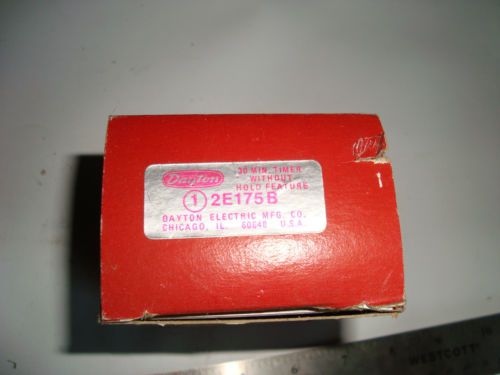 Dayton
30 MIN. TIMER
WITHOUT
HOLD FEATURE
1 2E175B
DAYTON ELECTRIC MFG. CO.
CHICAGO, IL. 60648 U.S.A.
WESTCOTT